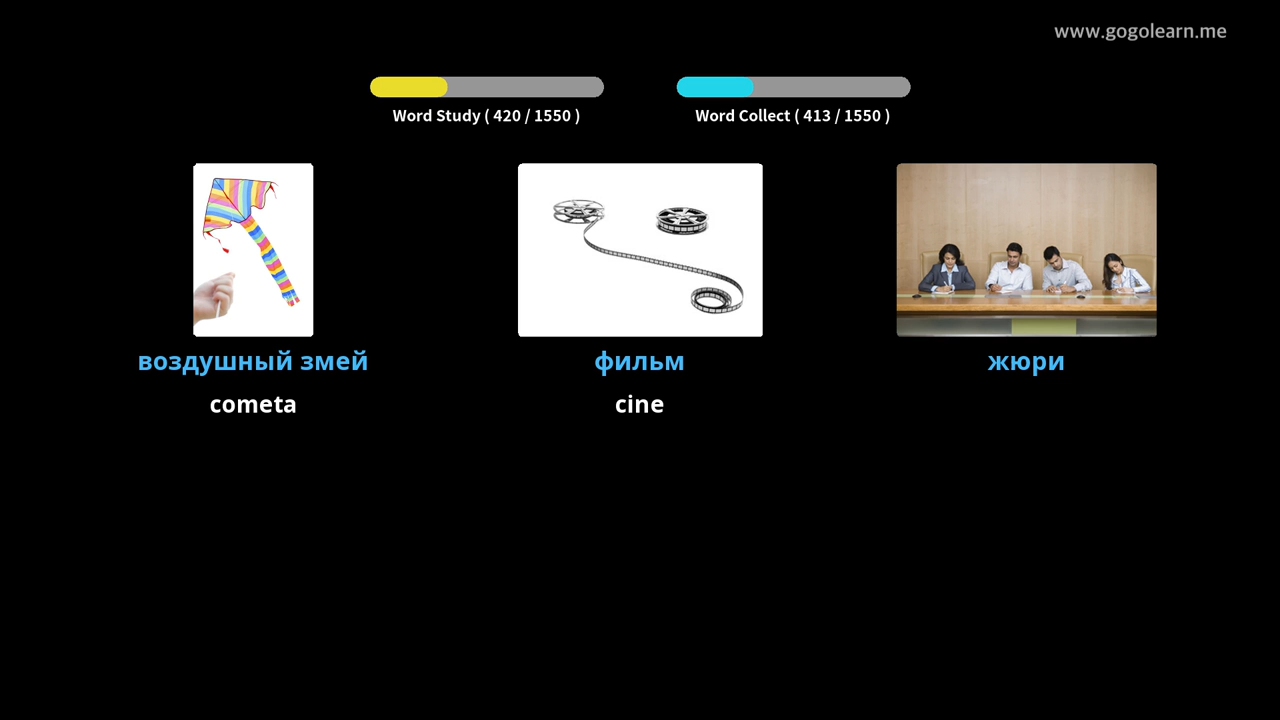 www.gogolearn.me
Word Study ( 420 / 1550 )
Word Collect ( 413 / 1550 )
воздушный змей
фильм
жюри
cometa
cine